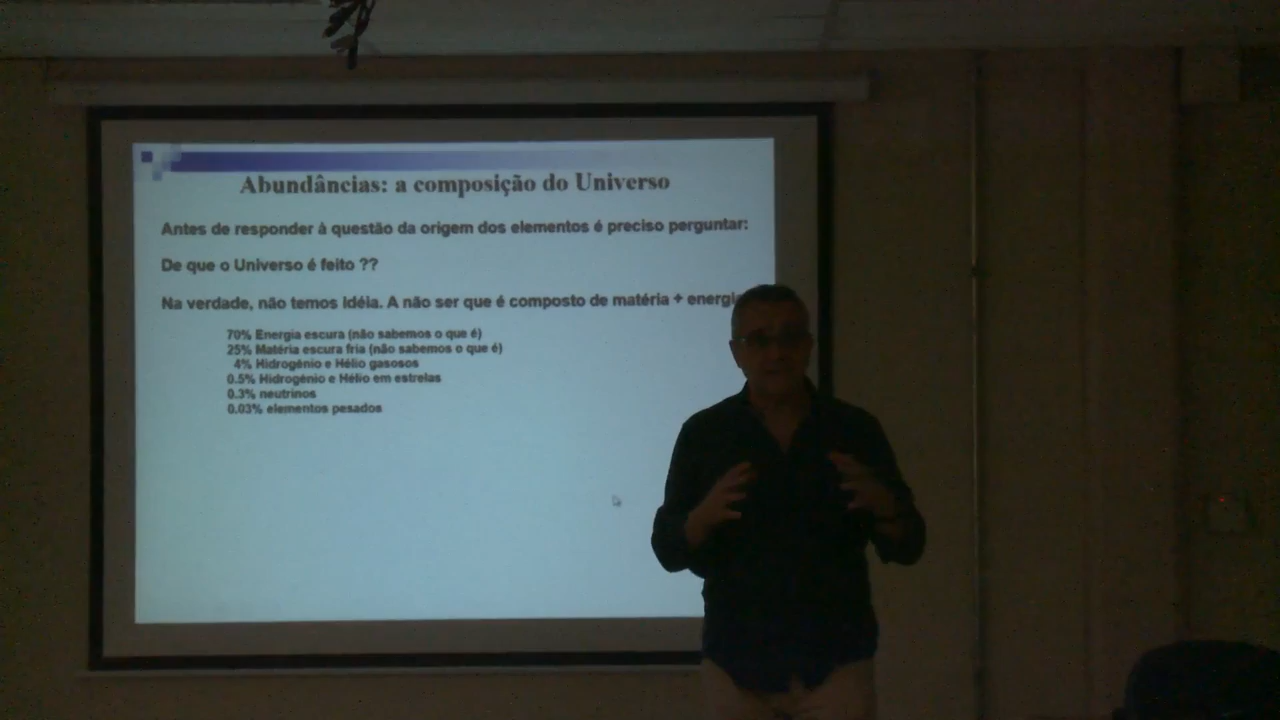 Abundâncias: a composição do Universo
Antes de responder à questão da origem dos elementos é preciso perguntar:
De que o Universo é feito ??
Na verdade, não temos idéia. A não ser que é composto de matéria + energia
70% Energia escura (não sabemos o que é)
25% Matéria escura fria (não sabemos o que é)
4% Hidrogênio e Hélio gasosos
0.5% Hidrogênio e Hélio em estrelas
0.3% neutrinos
0.03% elementos pesados